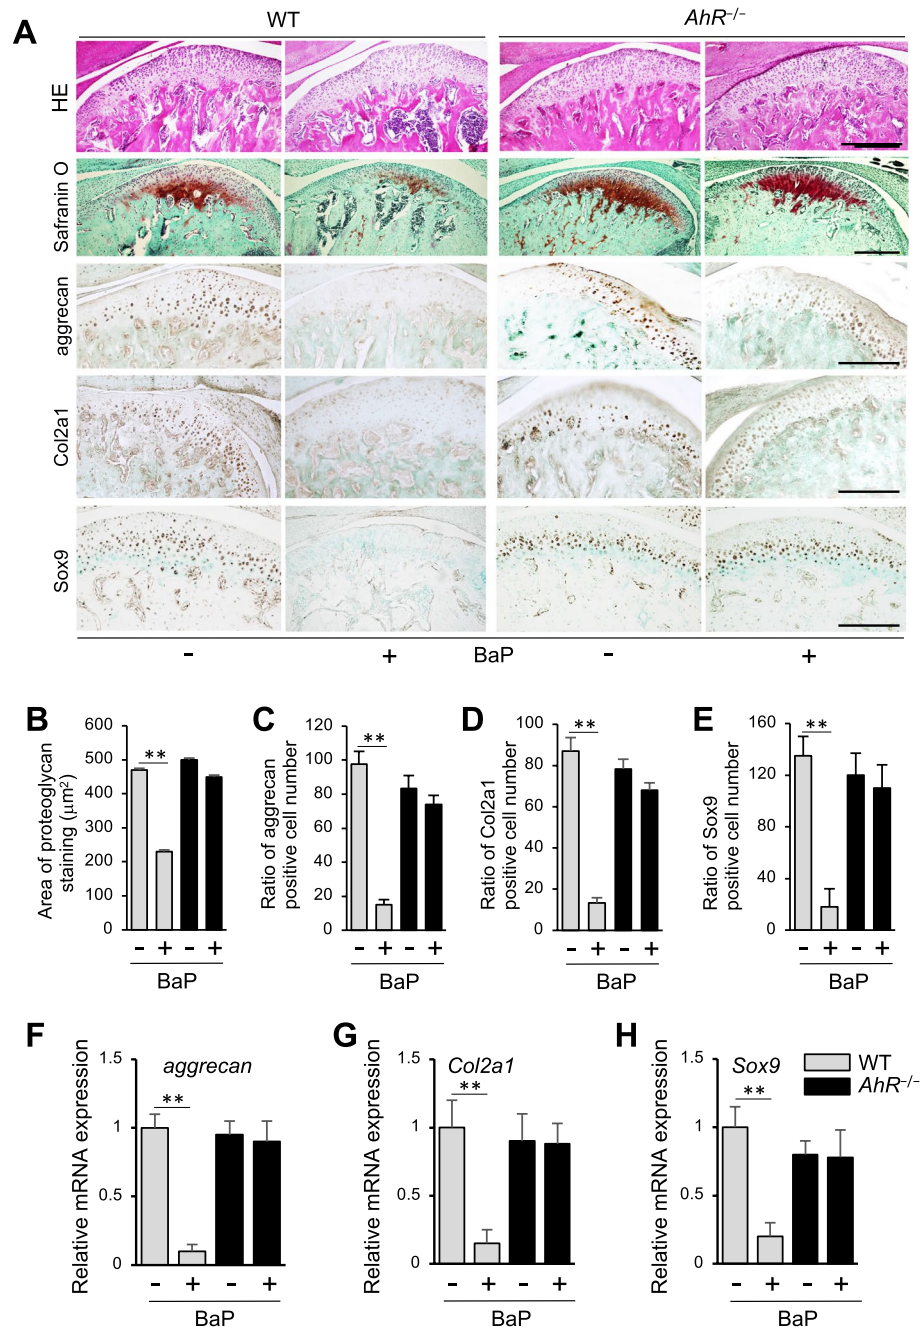 A
WT
AhR–/–
HE
Safranin O
aggrecan
Col2a1
Sox9
- + BaP - +
B
Area of proteoglycan
staining (μm²)
600
500
400
300
200
100
0
**
- + - +
BaP
C
Ratio of aggrecan
positive cell number
120
100
80
60
40
20
0
**
- + - +
BaP
D
Ratio of Col2a1
positive cell number
100
80
60
40
20
0
**
- + - +
BaP
E
Ratio of Sox9
positive cell number
160
120
80
40
0
**
- + - +
BaP
F
Relative mRNA expression
aggrecan
1.5
1
0.5
0
**
- + - +
BaP
G
Relative mRNA expression
Col2a1
1.5
1
0.5
0
**
- + - +
BaP
H
Relative mRNA expression
Sox9
1.5
1
0.5
0
**
- + - +
BaP
WT
AhR–/–